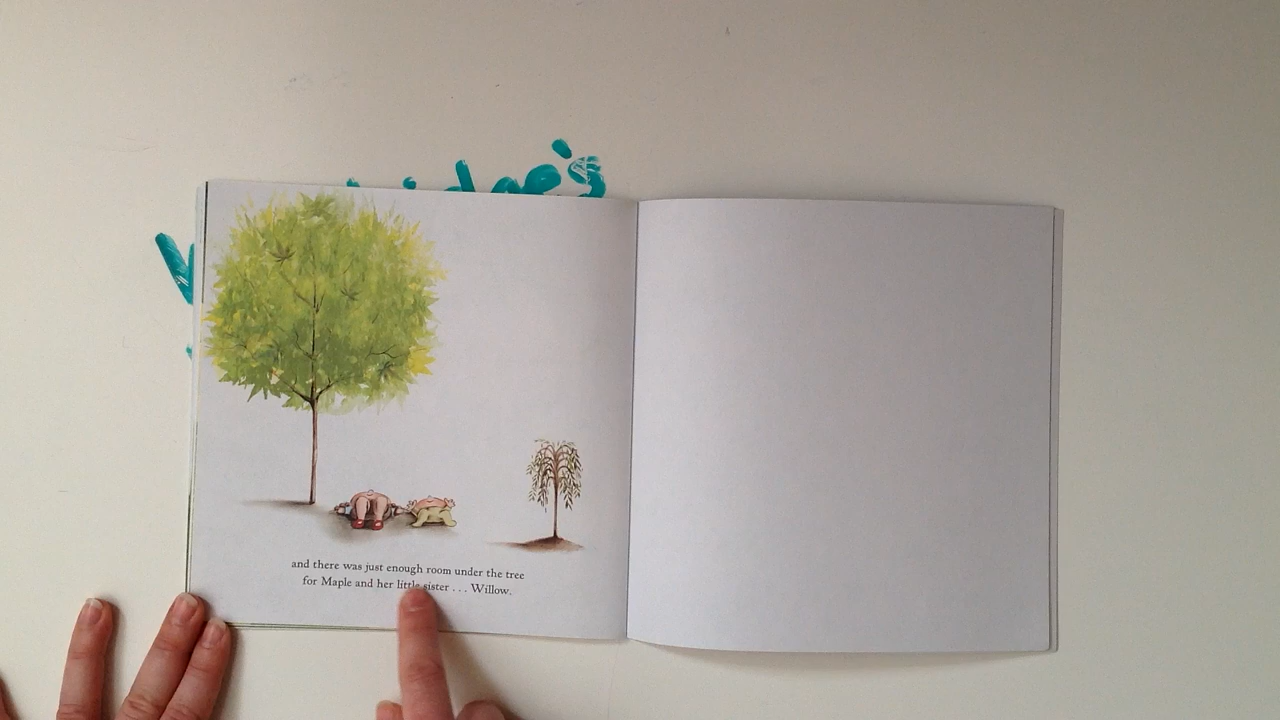 and there was just enough room under the tree
for Maple and her little sister . . . Willow.